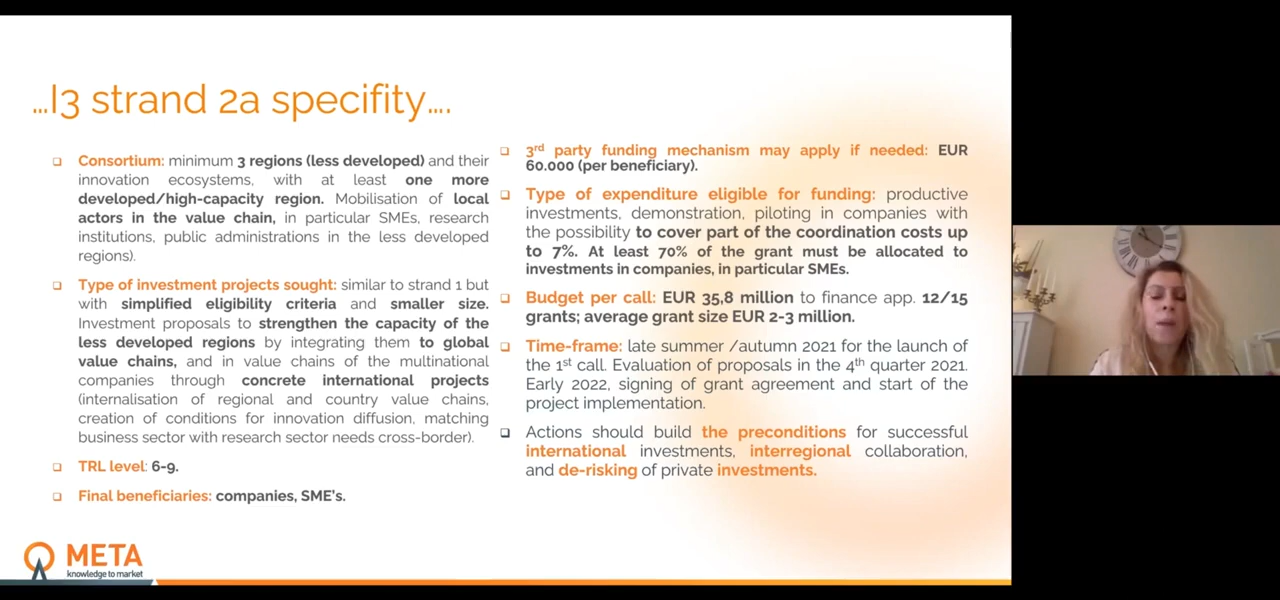 ...I3 strand 2a specifity....
Consortium: minimum 3 regions (less developed) and their
innovation ecosystems, with at least one more
developed/high-capacity region. Mobilisation of local
actors in the value chain, in particular SMEs, research
institutions, public administrations in the less developed
regions).
Type of investment projects sought: similar to strand 1 but
with simplified eligibility criteria and smaller size.
Investment proposals to strengthen the capacity of the
less developed regions by integrating them to global
value chains, and in value chains of the multinational
companies through concrete international projects
(internalisation of regional and country value chains,
creation of conditions for innovation diffusion, matching
business sector with research sector needs cross-border).
TRL level: 6-9.
Final beneficiaries: companies, SME's.
3rd party funding mechanism may apply if needed: EUR
60.000 (per beneficiary).
Type of expenditure eligible for funding: productive
investments, demonstration, piloting in companies with
the possibility to cover part of the coordination costs up
to 7%. At least 70% of the grant must be allocated to
investments in companies, in particular SMEs.
Budget per call: EUR 35,8 million to finance app. 12/15
grants; average grant size EUR 2-3 million.
Time-frame: late summer /autumn 2021 for the launch of
the 1st call. Evaluation of proposals in the 4th quarter 2021.
Early 2022, signing of grant agreement and start of the
project implementation.
Actions should build the preconditions for successful
international investments, interregional collaboration,
and de-risking of private investments.
META
knowledge to market